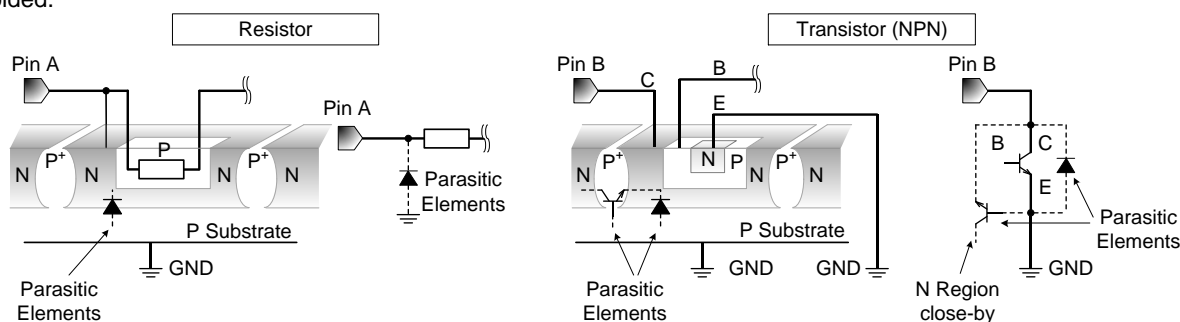 Resistor
Transistor (NPN)
Pin A
Pin A
P
N
P+
N
N
P+
N
Parasitic
Elements
P Substrate
GND
Parasitic
Elements
Pin B
C
B
E
N
P+
N
N
P
N
P+
N
P Substrate
GND
GND
Parasitic
Elements
Pin B
B
C
E
Parasitic
Elements
GND
N Region
close-by